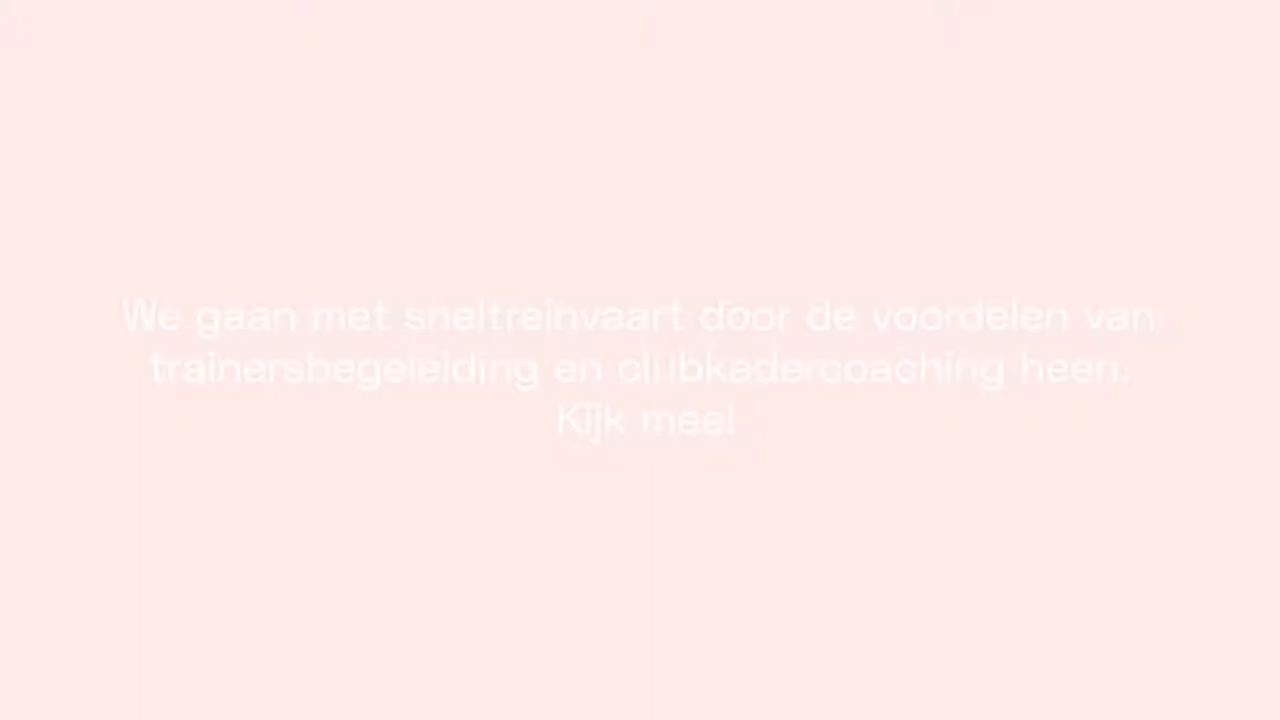 We gaan met sneltreinvaart door de voordelen van
trainersbegeleiding en clubkadercoaching heen.
Kijk mee!